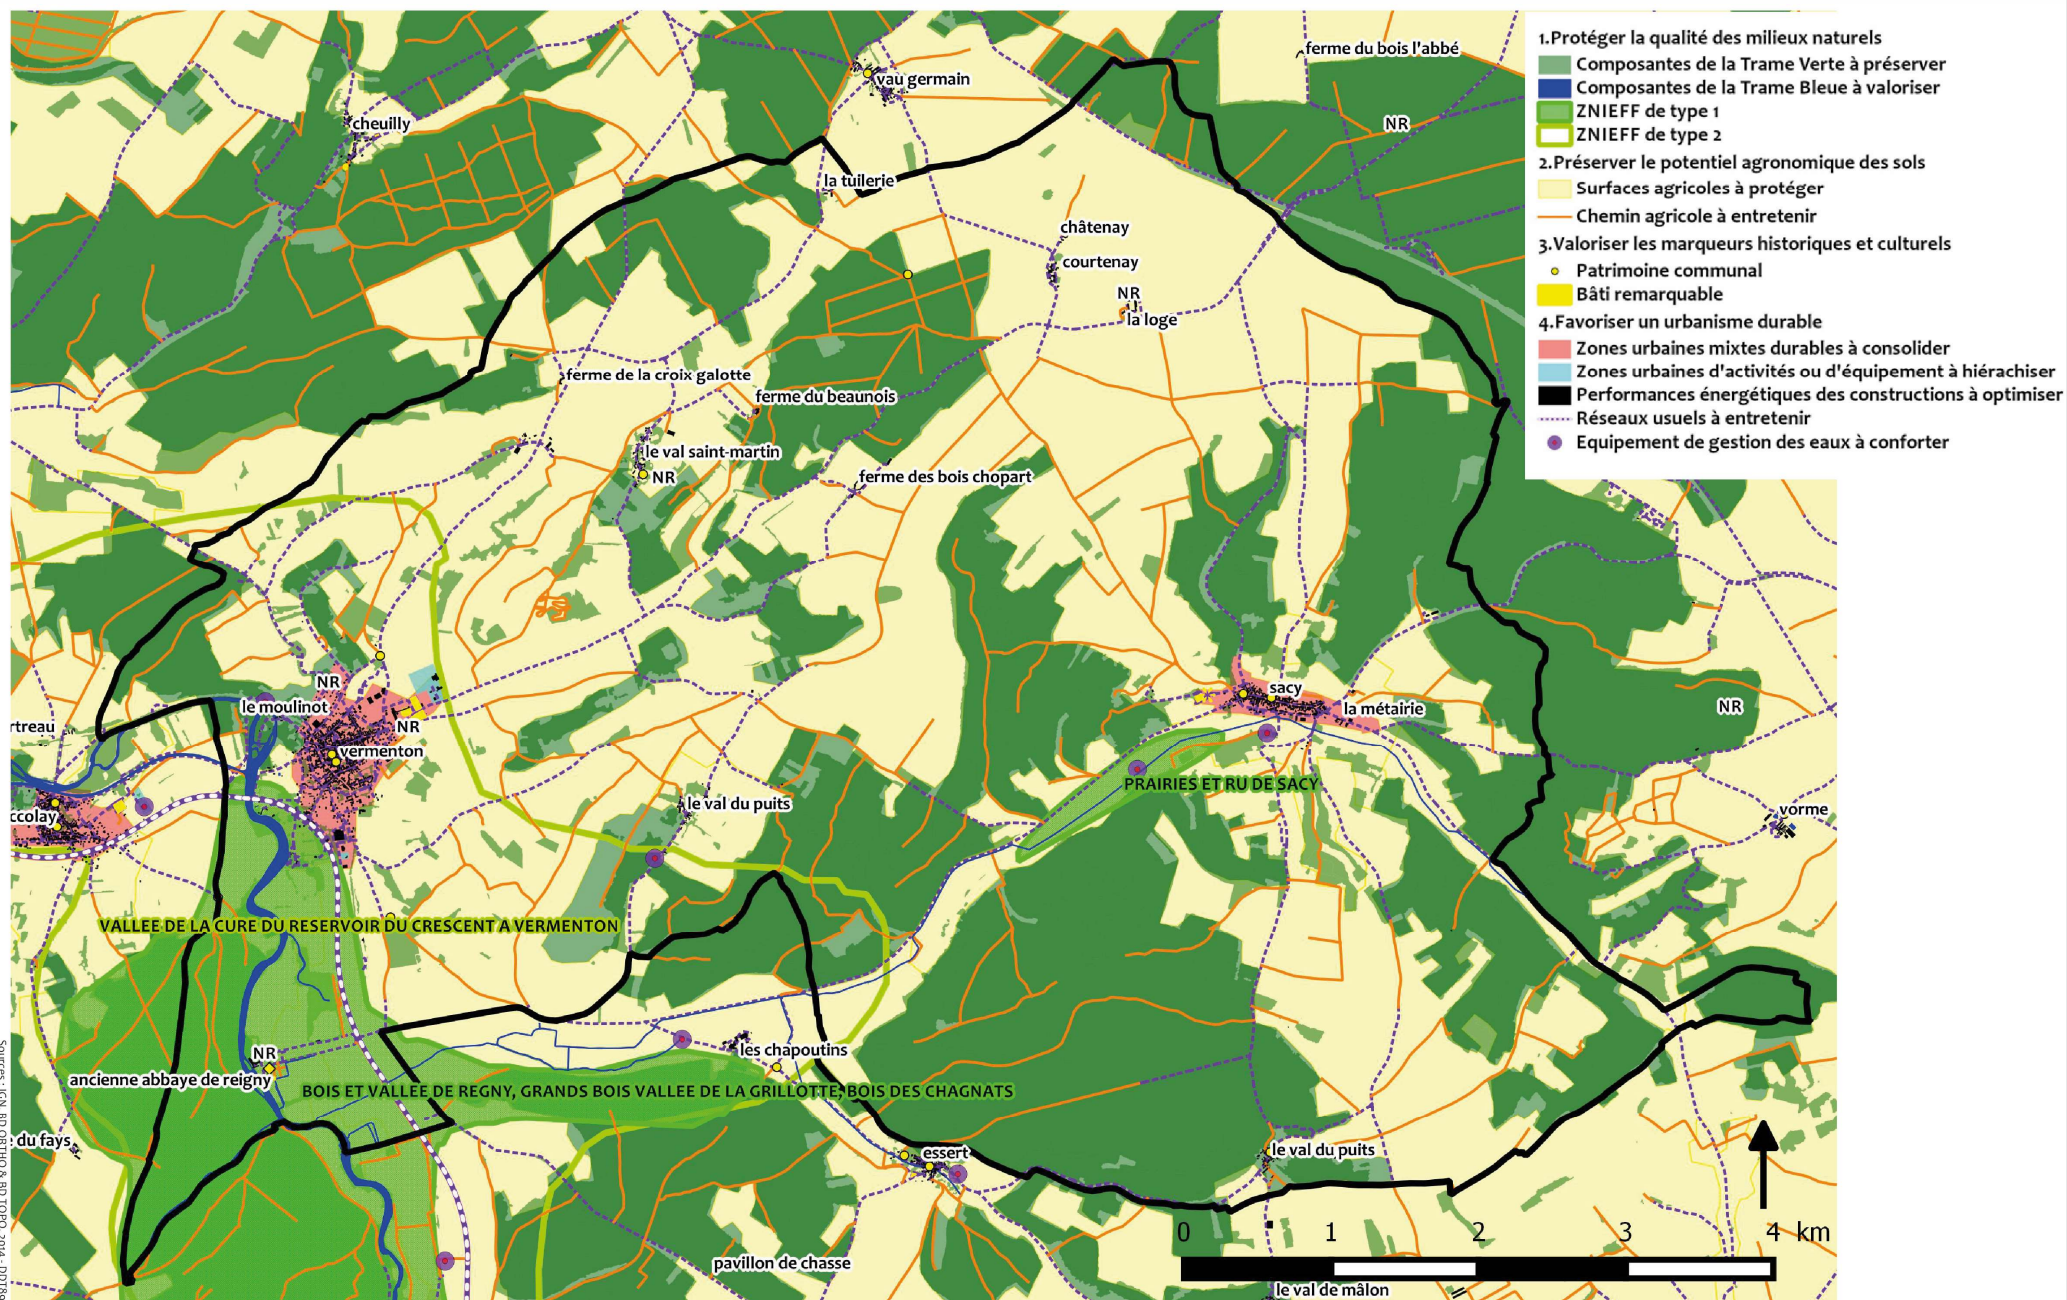 1.Protéger la qualité des milieux naturels
Composantes de la Trame Verte à préserver
Composantes de la Trame Bleue à valoriser
ZNIEFF de type 1
ZNIEFF de type 2
2.Préserver le potentiel agronomique des sols
Surfaces agricoles à protéger
Chemin agricole à entretenir
3.Valoriser les marqueurs historiques et culturels
Patrimoine communal
Bâti remarquable
4.Favoriser un urbanisme durable
Zones urbaines mixtes durables à consolider
Zones urbaines d'activités ou d'équipement à hiérachiser
Performances énergétiques des constructions à optimiser
Réseaux usuels à entretenir
Equipement de gestion des eaux à conforter
ferme du bois l'abbé
vau germain
cheuilly
NR
la tuilerie
châtenay
courtenay
NR
la loge
ferme de la croix galotte
ferme du beaunois
le val saint-martin
NR
ferme des bois chopart
NR
le moulinot
NR
vermenton
rtreau
ccolay
sacy
la métairie
NR
PRAIRIES ET RU DE SACY
le val du puits
vorme
VALLEE DE LA CURE DU RESERVOIR DU CRESCENT A VERMENTON
NR
ancienne abbaye de reigny
les chapoutins
BOIS ET VALLEE DE REGNY, GRANDS BOIS VALLEE DE LA GRILLOTTE, BOIS DES CHAGNATS
du fays
essert
le val du puits
pavillon de chasse
le val de mâlon
0 1 2 3 4 km
Sources : IGN, BD ORTHO & BD TOPO, 2014 - DDT89